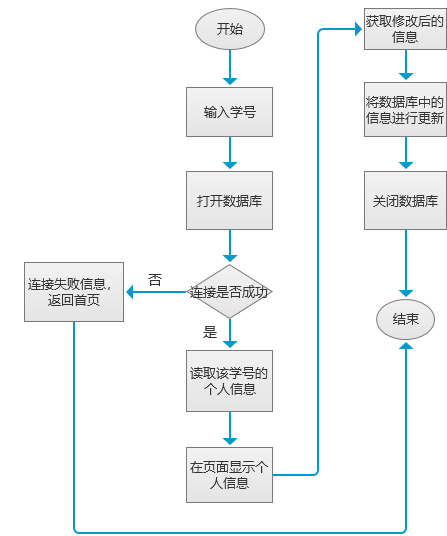 开始
输入学号
打开数据库
连接是否成功
否
连接失败信息，
返回首页
是
读取该学号的
个人信息
在页面显示个
人信息
获取修改后的
信息
将数据库中的
信息进行更新
关闭数据库
结束